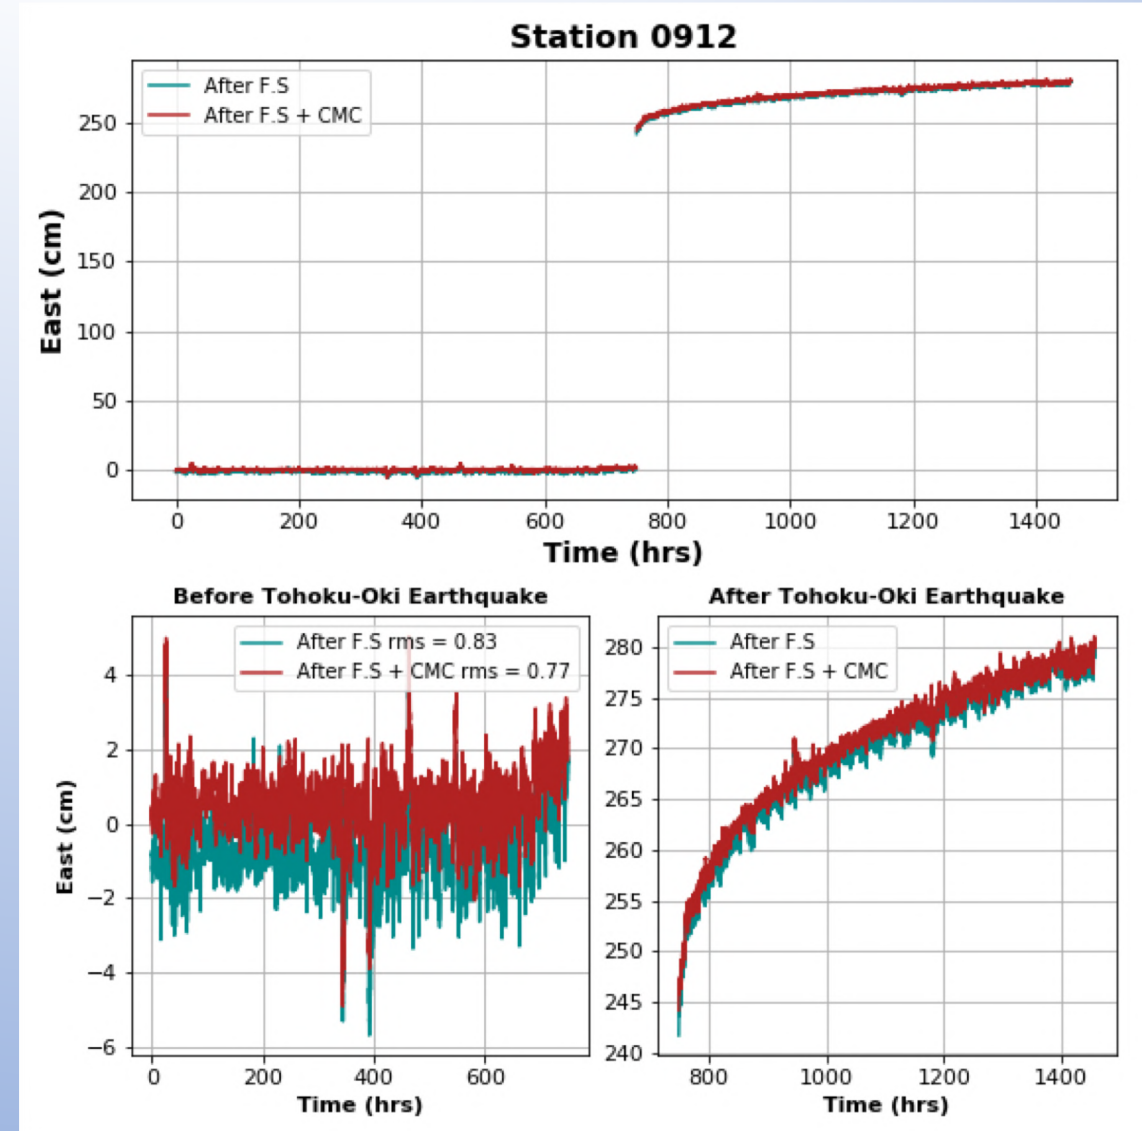 Station 0912
After F.S
After F.S + CMC
250
200
150
100
50
0
East (cm)
0 200 400 600 800 1000 1200 1400
Time (hrs)
Before Tohoku-Oki Earthquake
After F.S rms = 0.83
After F.S + CMC rms = 0.77
4
2
0
−2
−4
−6
East (cm)
0 200 400 600
Time (hrs)
After Tohoku-Oki Earthquake
After F.S
After F.S + CMC
280
275
270
265
260
255
250
245
240
800 1000 1200 1400
Time (hrs)